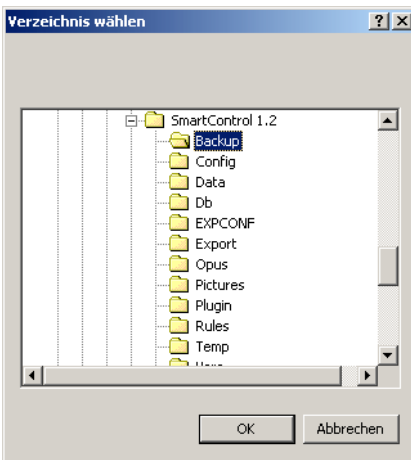 Verzeichnis wählen
SmartControl 1.2
Backup
Config
Data
Db
EXPCONF
Export
Opus
Pictures
Plugin
Rules
Temp
OK Abbrechen